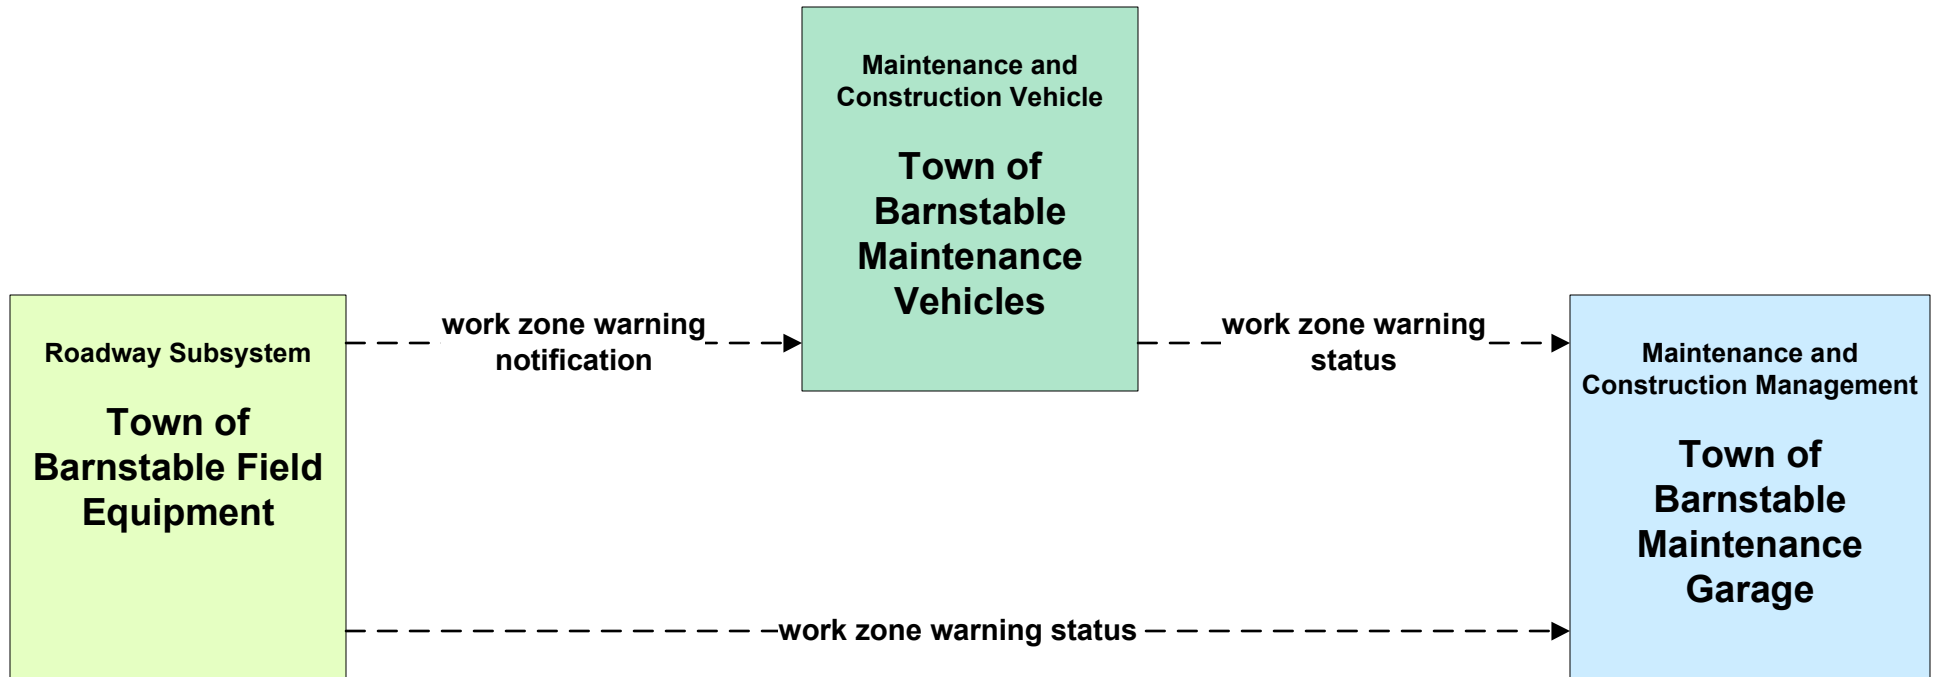 Maintenance and
Construction Vehicle
Town of
Barnstable
Maintenance
Vehicles
Roadway Subsystem
Town of
Barnstable Field
Equipment
work zone warning
notification
work zone warning
status
Maintenance and
Construction Management
Town of
Barnstable
Maintenance
Garage
work zone warning status